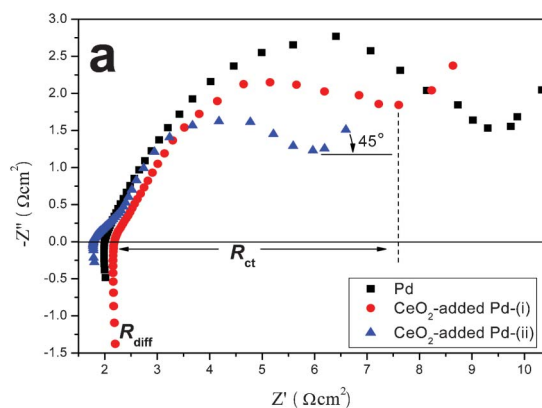 a
3.0
2.5
2.0
1.5
1.0
0.5
0.0
-0.5
-1.0
-1.5
-Z'' ( Ωcm²)
45°
R_ct
R_diff
Pd
CeO₂-added Pd-(i)
CeO₂-added Pd-(ii)
2 3 4 5 6 7 8 9 10
Z' ( Ωcm²)